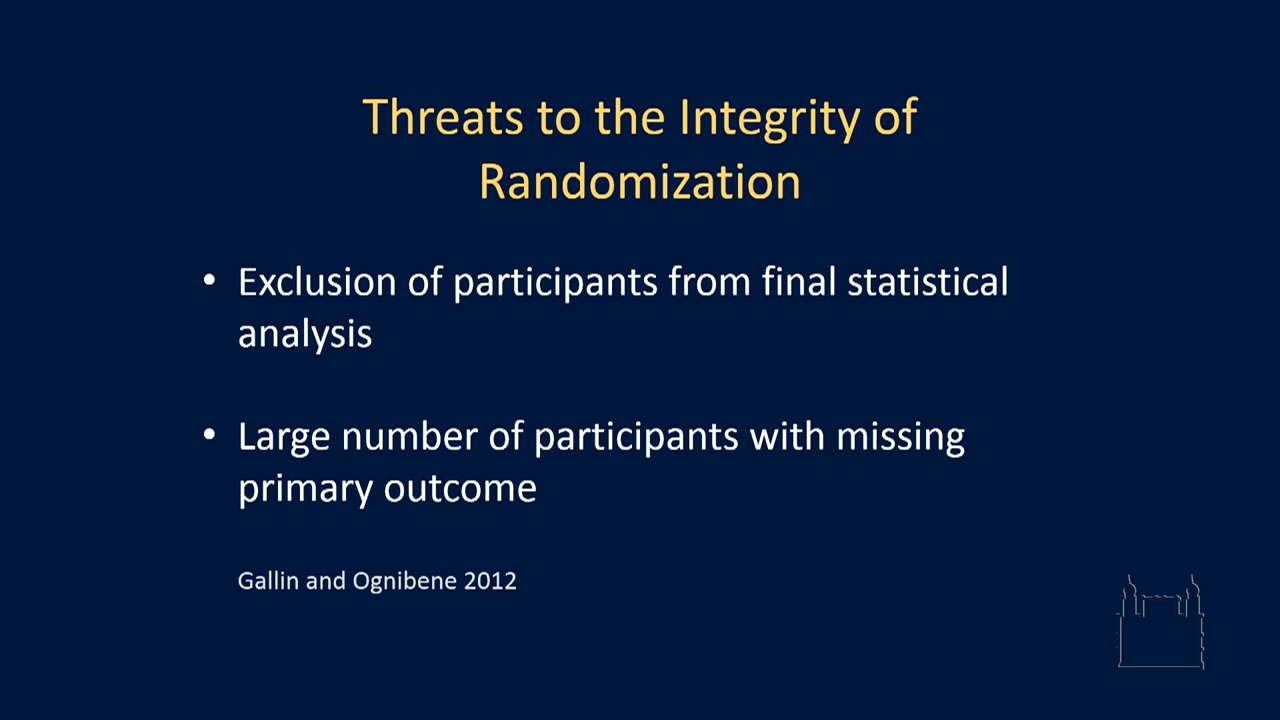 Threats to the Integrity of
Randomization
• Exclusion of participants from final statistical
analysis
• Large number of participants with missing
primary outcome
Gallin and Ognibene 2012